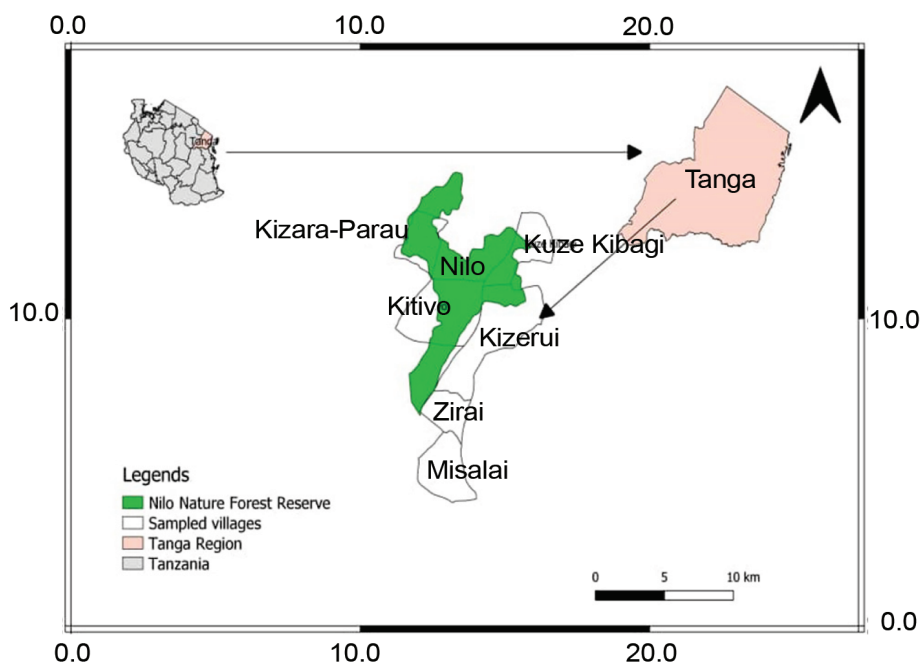 0.0 10.0 20.0
Tanga
Kizara-Parau
Kuze Kibagi
Nilo
Kitivo
10.0 10.0
Kizerui
Zirai
Misalai
Legends
Nilo Nature Forest Reserve
Sampled villages
Tanga Region
Tanzania
0 5 10 km
0.0
0.0 10.0 20.0